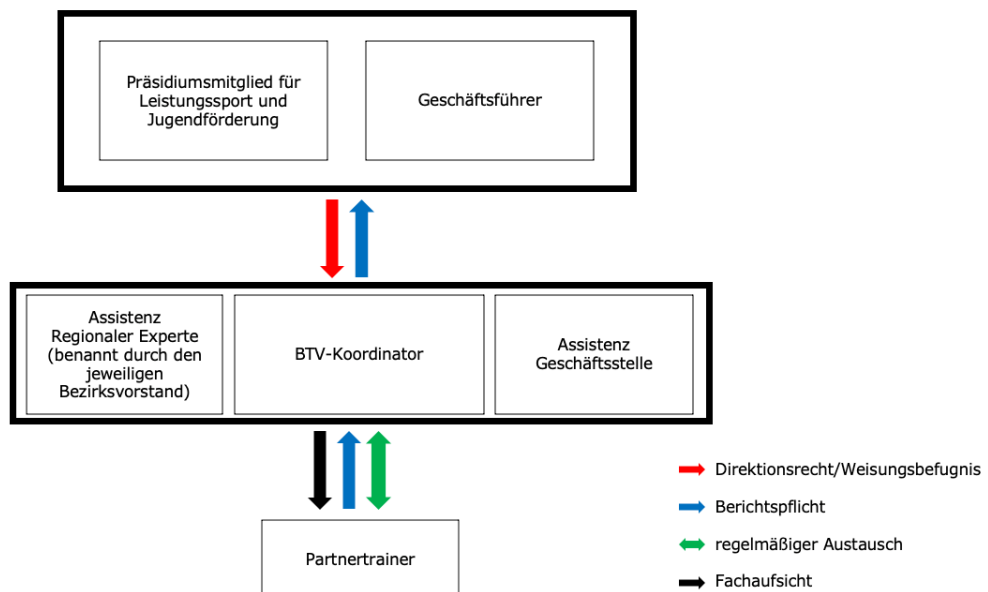 Präsidiumsmitglied für
Leistungssport und
Jugendförderung
Geschäftsführer
Assistenz
Regionaler Experte
(benannt durch den
jeweiligen
Bezirksvorstand)
BTV-Koordinator
Assistenz
Geschäftsstelle
Partnertrainer
Direktionsrecht/Weisungsbefugnis
Berichtspflicht
regelmäßiger Austausch
Fachaufsicht